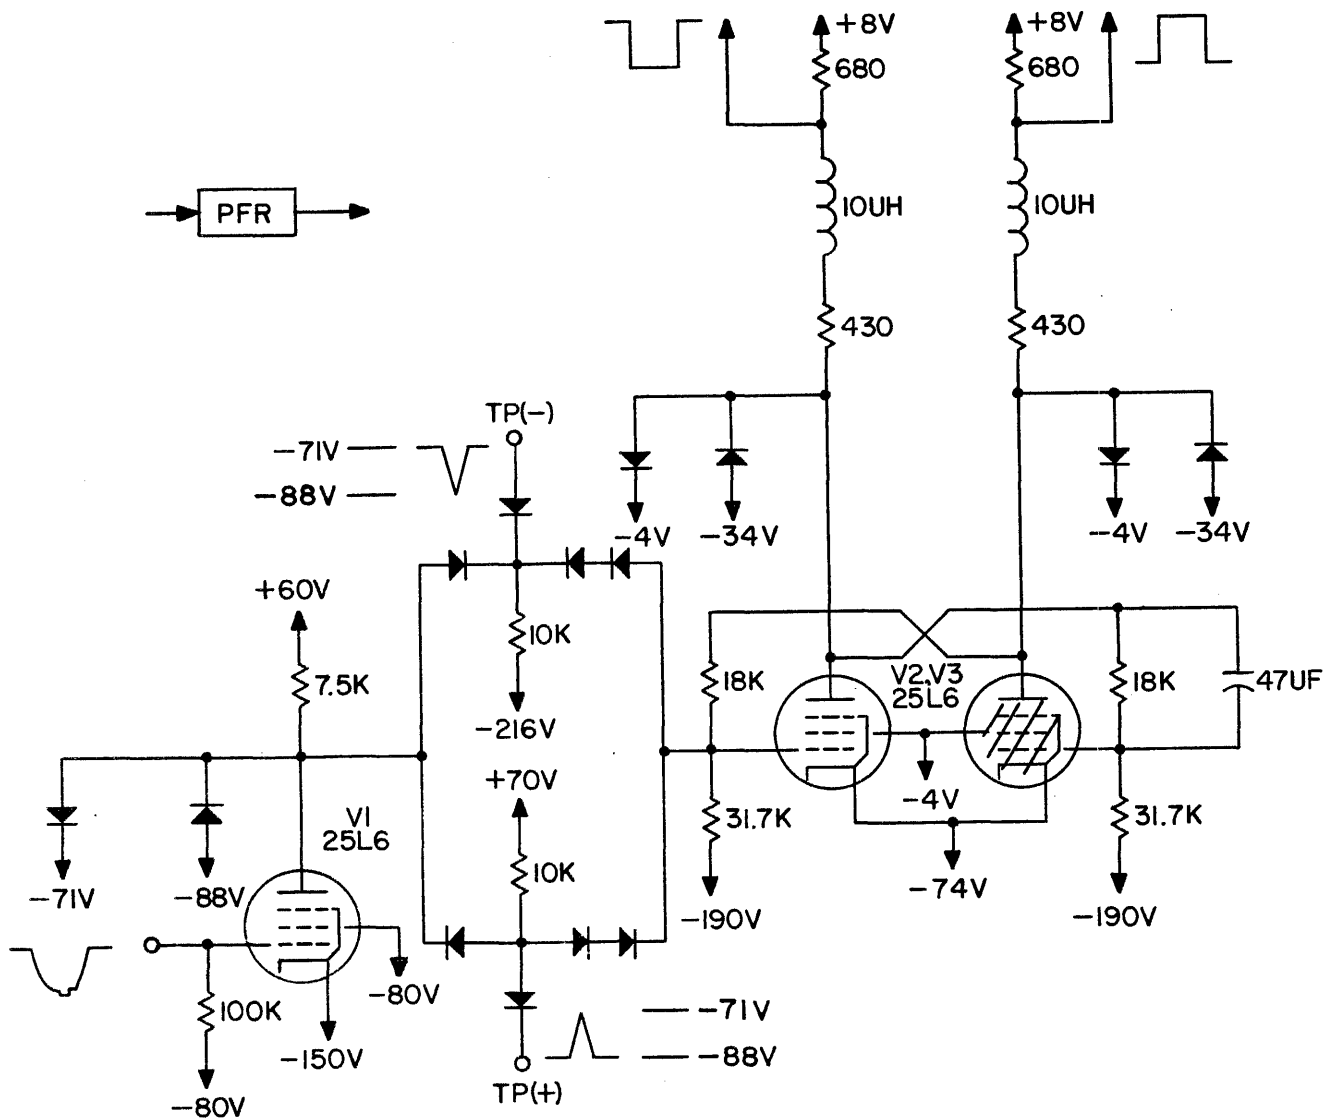 +8V
+8V
680
680
10UH
10UH
PFR
430
430
TP(-)
-71V
-88V
-4V
-34V
-4V
-34V
+60V
10K
7.5K
18K
V2,V3
25L6
18K
47UF
-216V
+70V
-4V
V1
25L6
31.7K
31.7K
10K
-71V
-88V
-74V
-190V
-190V
-80V
100K
-71V
-150V
-88V
TP(+)
-80V